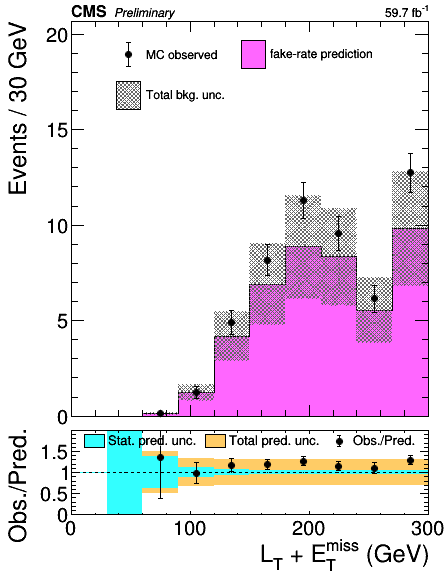 CMS Preliminary 59.7 fb⁻¹
Events / 30 GeV
MC observed
fake-rate prediction
Total bkg. unc.
20
15
10
5
0
Obs./Pred.
Stat. pred. unc.
Total pred. unc.
Obs./Pred.
1.5
1
0.5
0
0 100 200 300
L_T + E_T^miss (GeV)